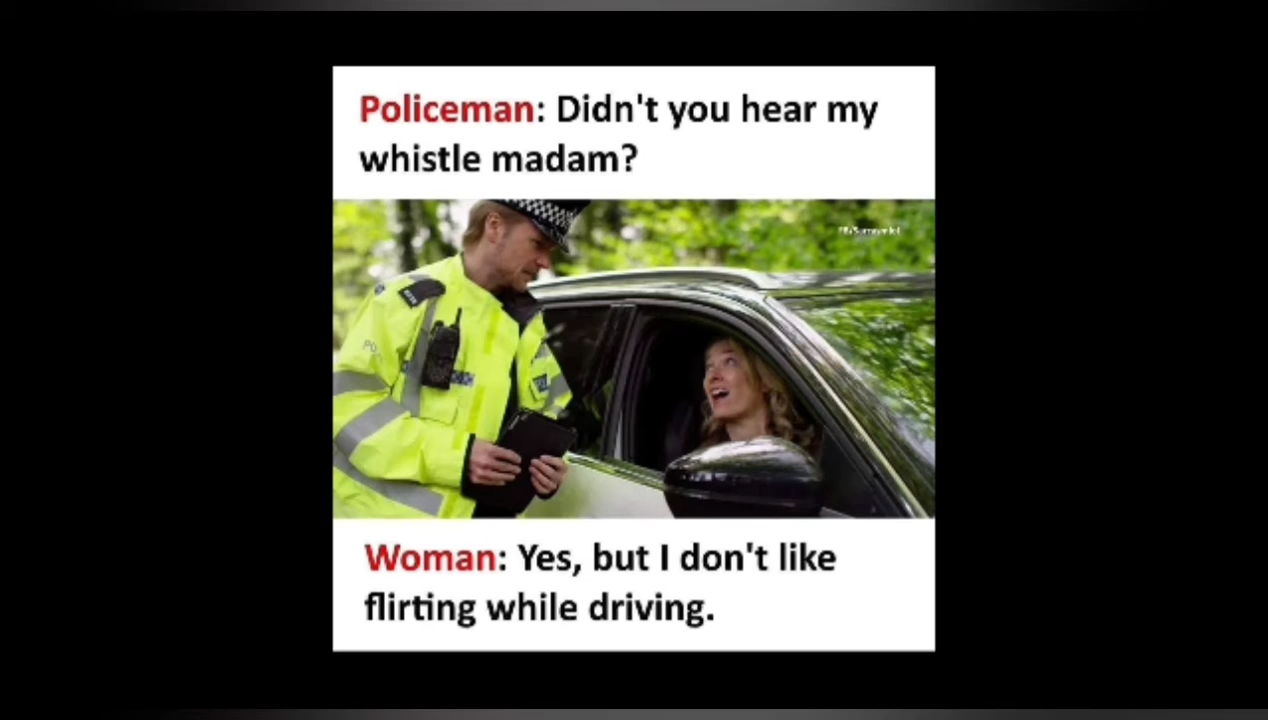 Policeman: Didn't you hear my
whistle madam?
Woman: Yes, but I don't like
flirting while driving.